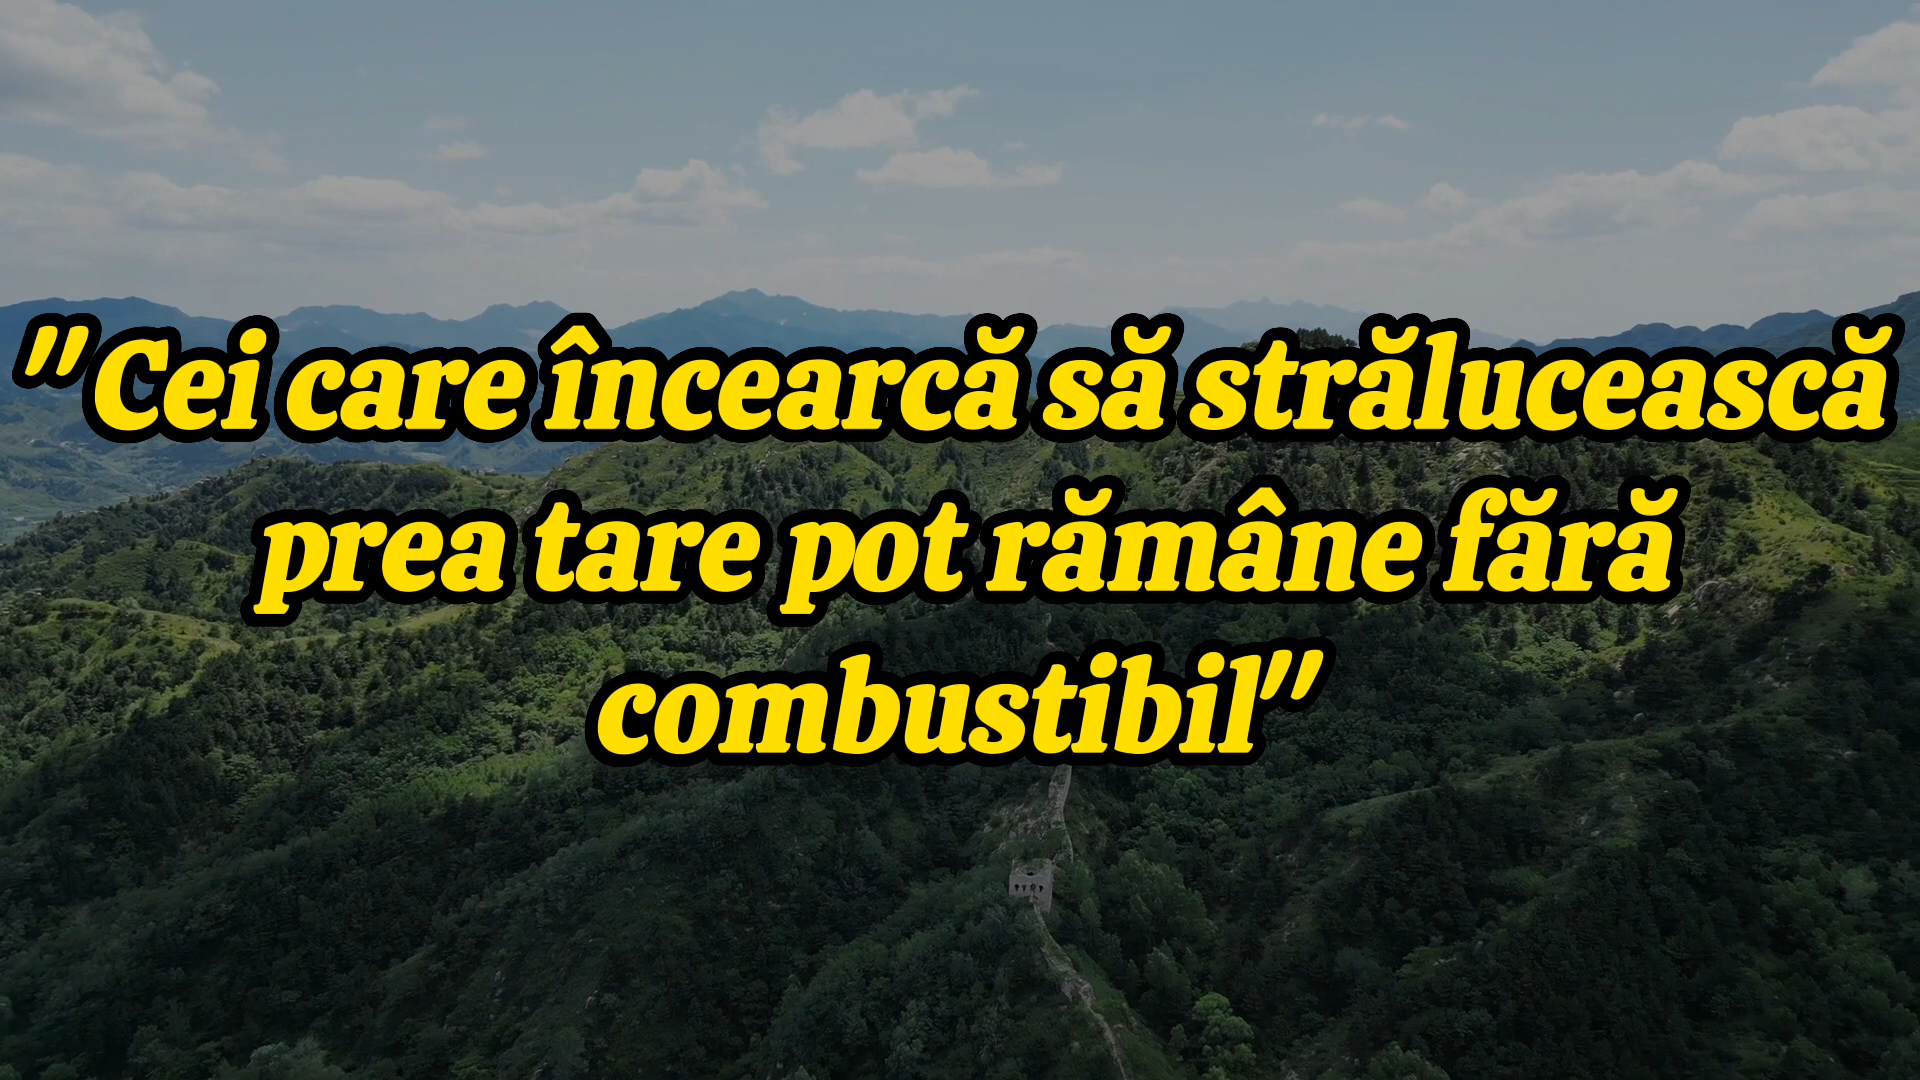 "Cei care încearcă să strălucească
prea tare pot rămâne fără
combustibil"